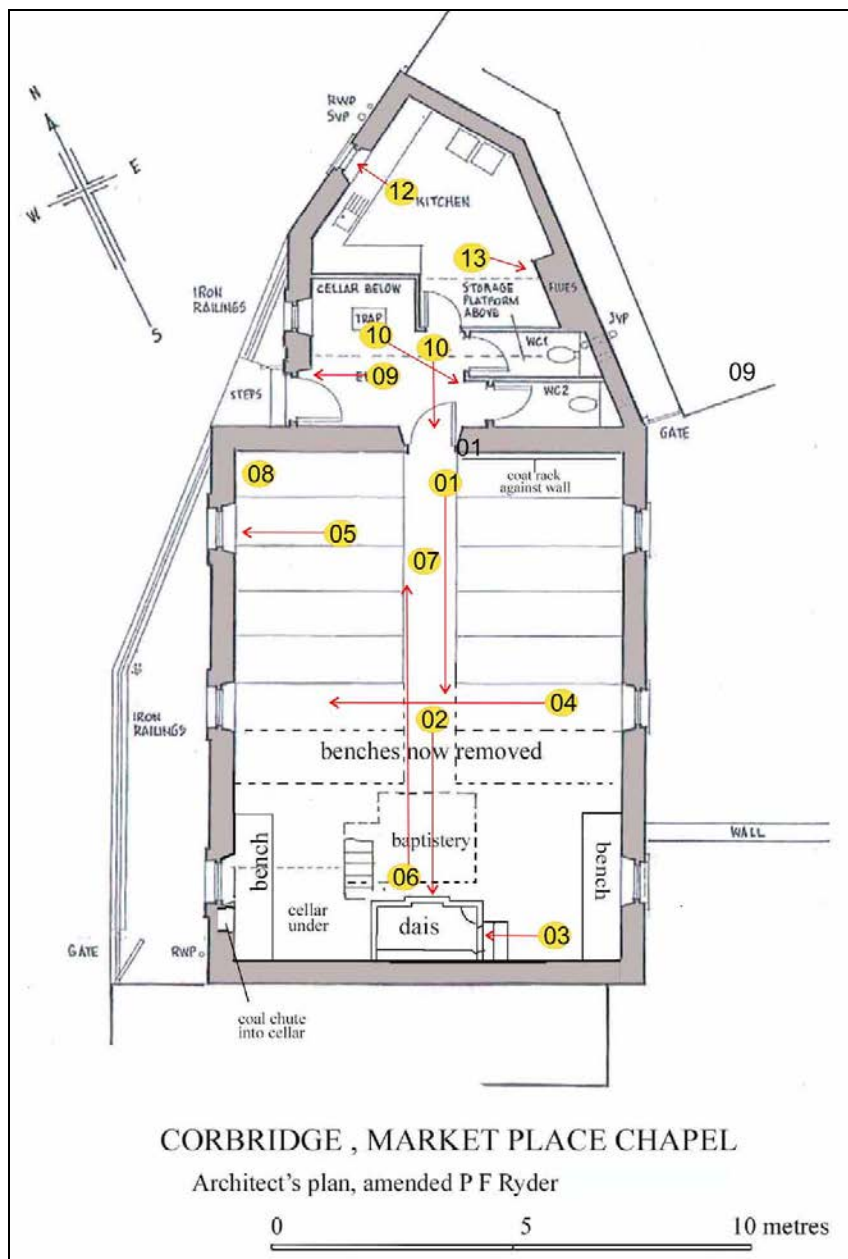 N
E
W
S
RWP
SVP
12
KITCHEN
13
IRON
RAILINGS
CELLAR BELOW
TRAP
STORAGE
PLATFORM
ABOVE
FLUES
SVP
10
10
WC1
09
E
STEPS
WC2
09
GATE
01
08
01
coat rack
against wall
05
07
04
02
IRON
RAILINGS
benches now removed
WALL
bench
baptistery
bench
06
cellar
under
dais
03
GATE
RWP
coal chute
into cellar
CORBRIDGE , MARKET PLACE CHAPEL
Architect's plan, amended P F Ryder
0 5 10 metres